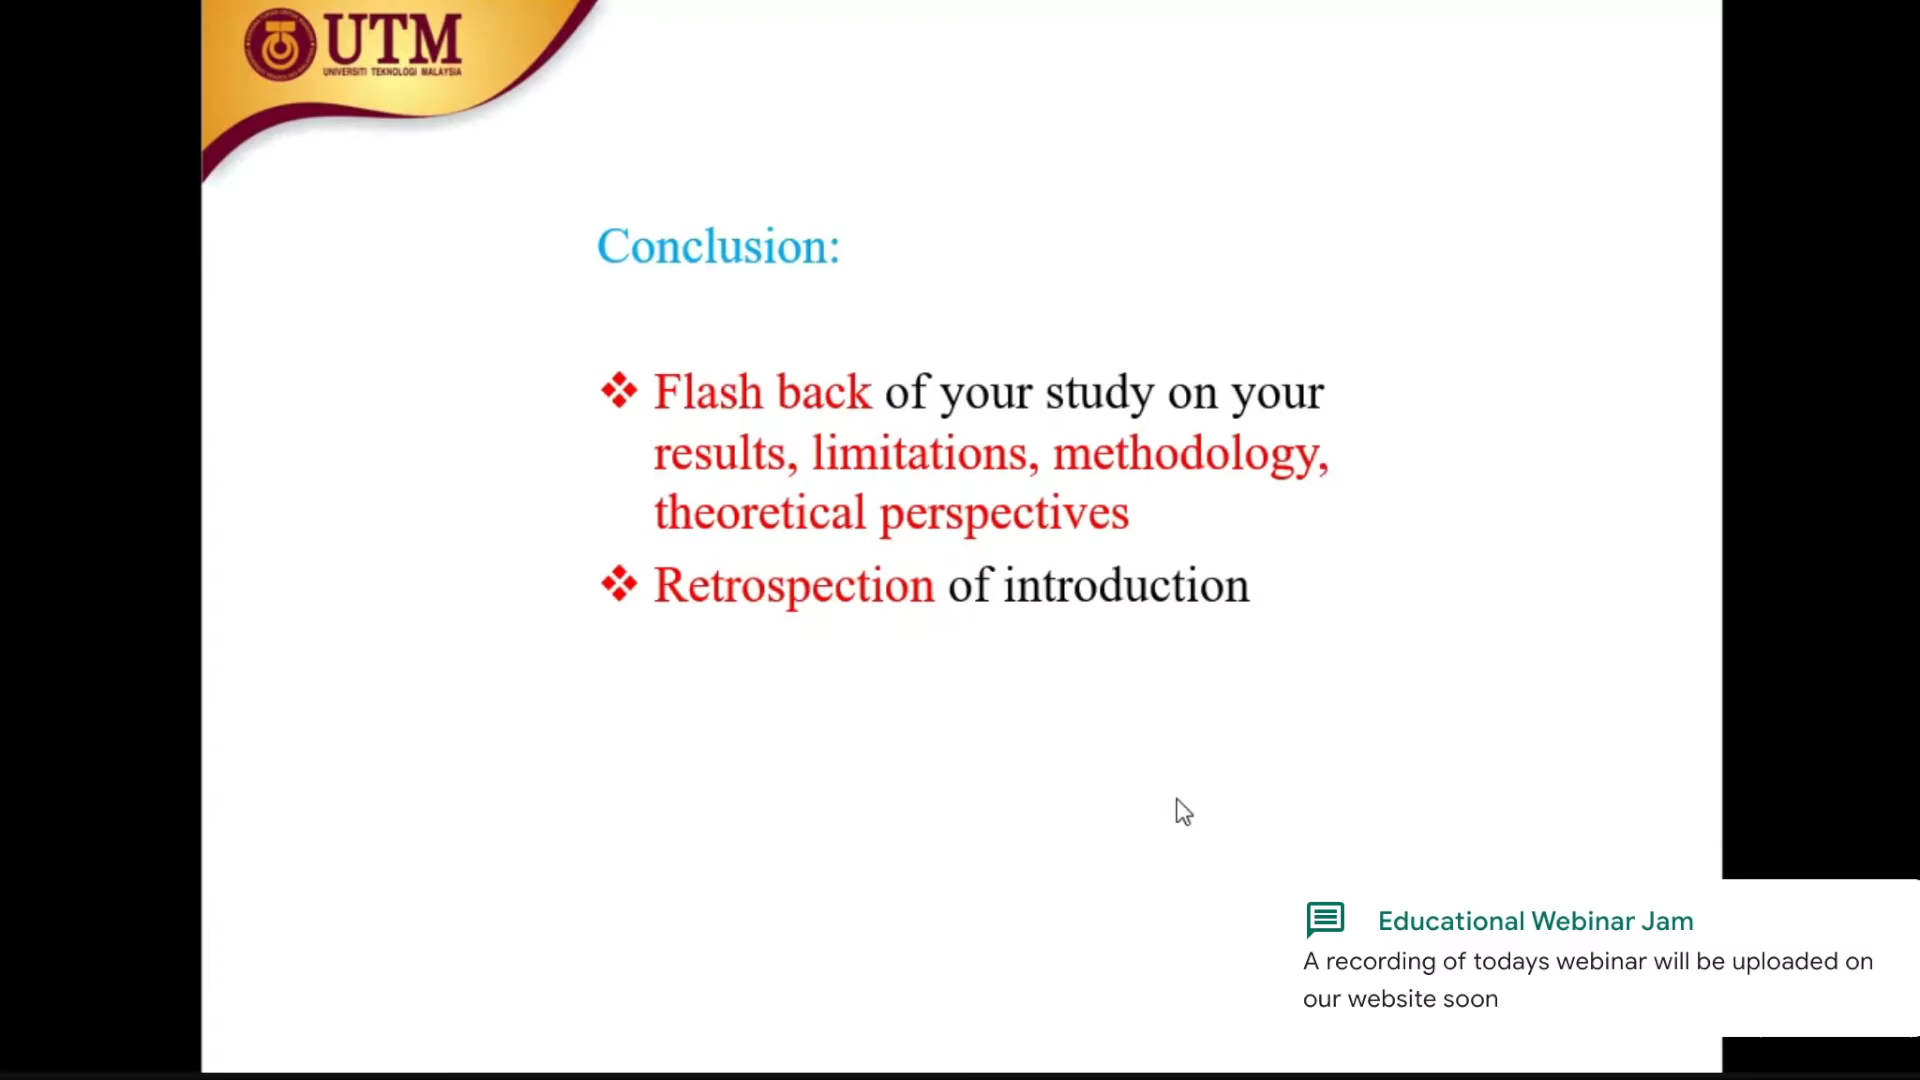 UTM
UNIVERSITI TEKNOLOGI MALAYSIA
Conclusion:
Flash back of your study on your
results, limitations, methodology,
theoretical perspectives
Retrospection of introduction
Educational Webinar Jam
A recording of todays webinar will be uploaded on
our website soon